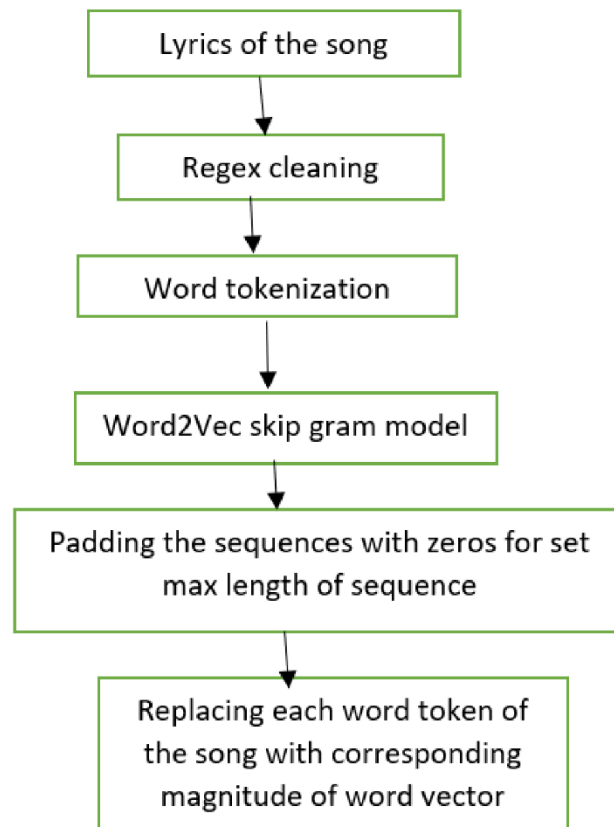 Lyrics of the song
Regex cleaning
Word tokenization
Word2Vec skip gram model
Padding the sequences with zeros for set
max length of sequence
Replacing each word token of
the song with corresponding
magnitude of word vector